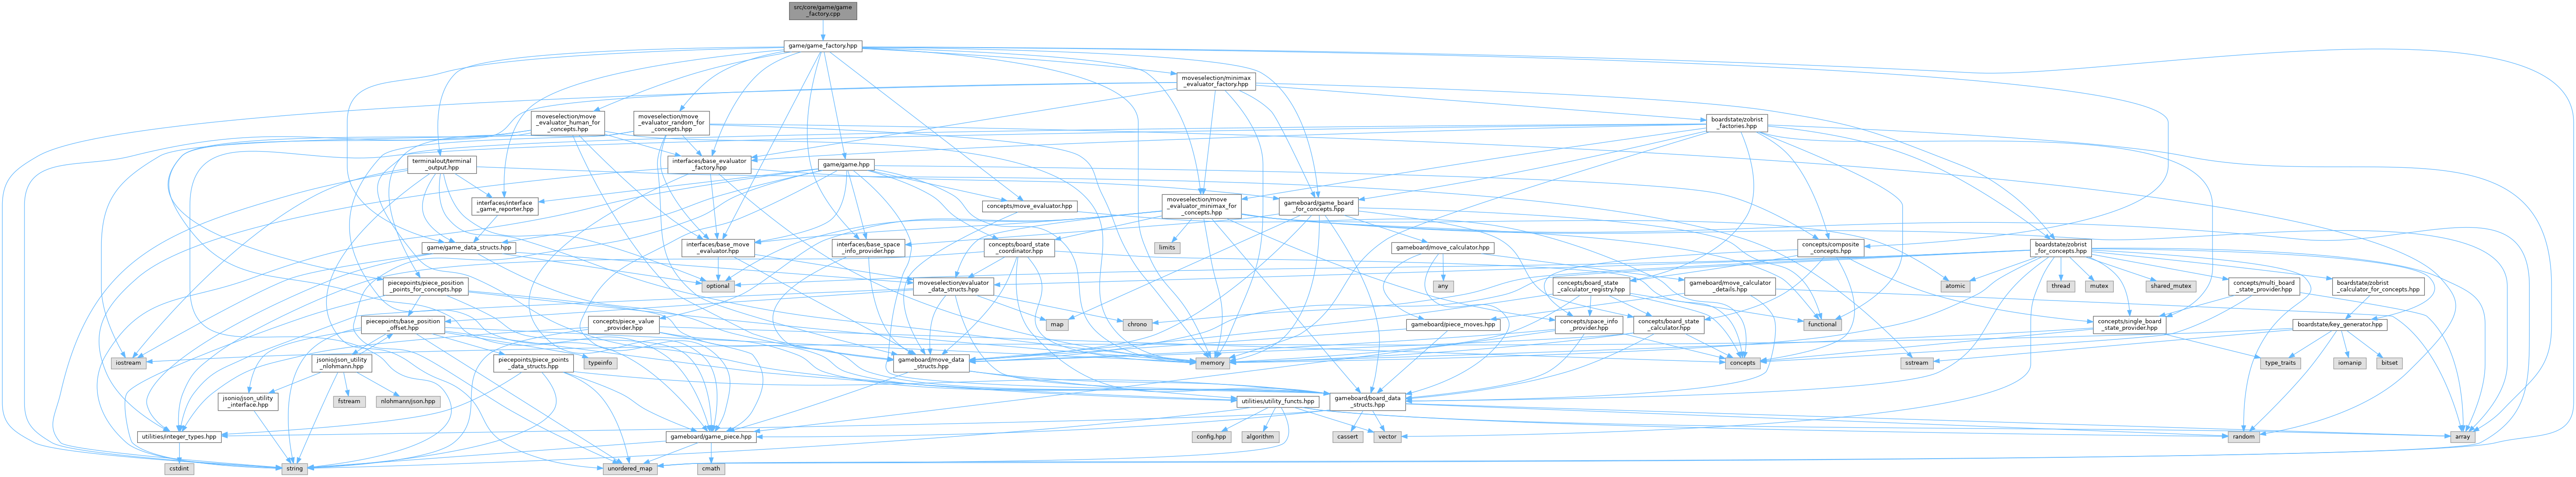 src/core/game/game
_factory.cpp
game/game_factory.hpp
moveselection/minimax
_evaluator_factory.hpp
moveselection/move
_evaluator_human_for
_concepts.hpp
moveselection/move
_evaluator_random_for
_concepts.hpp
boardstate/zobrist
_factories.hpp
terminalout/terminal
_output.hpp
interfaces/base_evaluator
_factory.hpp
game/game.hpp
interfaces/interface
_game_reporter.hpp
concepts/move_evaluator.hpp
moveselection/move
_evaluator_minimax_for
_concepts.hpp
gameboard/game_board
_for_concepts.hpp
game/game_data_structs.hpp
interfaces/base_move
_evaluator.hpp
interfaces/base_space
_info_provider.hpp
concepts/board_state
_coordinator.hpp
limits
gameboard/move_calculator.hpp
concepts/composite
_concepts.hpp
boardstate/zobrist
_for_concepts.hpp
piecepoints/piece_position
_points_for_concepts.hpp
optional
moveselection/evaluator
_data_structs.hpp
any
concepts/board_state
_calculator_registry.hpp
gameboard/move_calculator
_details.hpp
atomic
thread
mutex
shared_mutex
concepts/multi_board
_state_provider.hpp
boardstate/zobrist
_calculator_for_concepts.hpp
piecepoints/base_position
_offset.hpp
concepts/piece_value
_provider.hpp
map
chrono
gameboard/piece_moves.hpp
concepts/space_info
_provider.hpp
functional
concepts/board_state
_calculator.hpp
concepts/single_board
_state_provider.hpp
boardstate/key_generator.hpp
iostream
jsonio/json_utility
_nlohmann.hpp
piecepoints/piece_points
_data_structs.hpp
typeinfo
gameboard/move_data
_structs.hpp
memory
concepts
sstream
type_traits
iomanip
bitset
jsonio/json_utility
_interface.hpp
fstream
nlohmann/json.hpp
utilities/utility_functs.hpp
gameboard/board_data
_structs.hpp
utilities/integer_types.hpp
gameboard/game_piece.hpp
config.hpp
algorithm
cassert
vector
random
array
cstdint
string
unordered_map
cmath